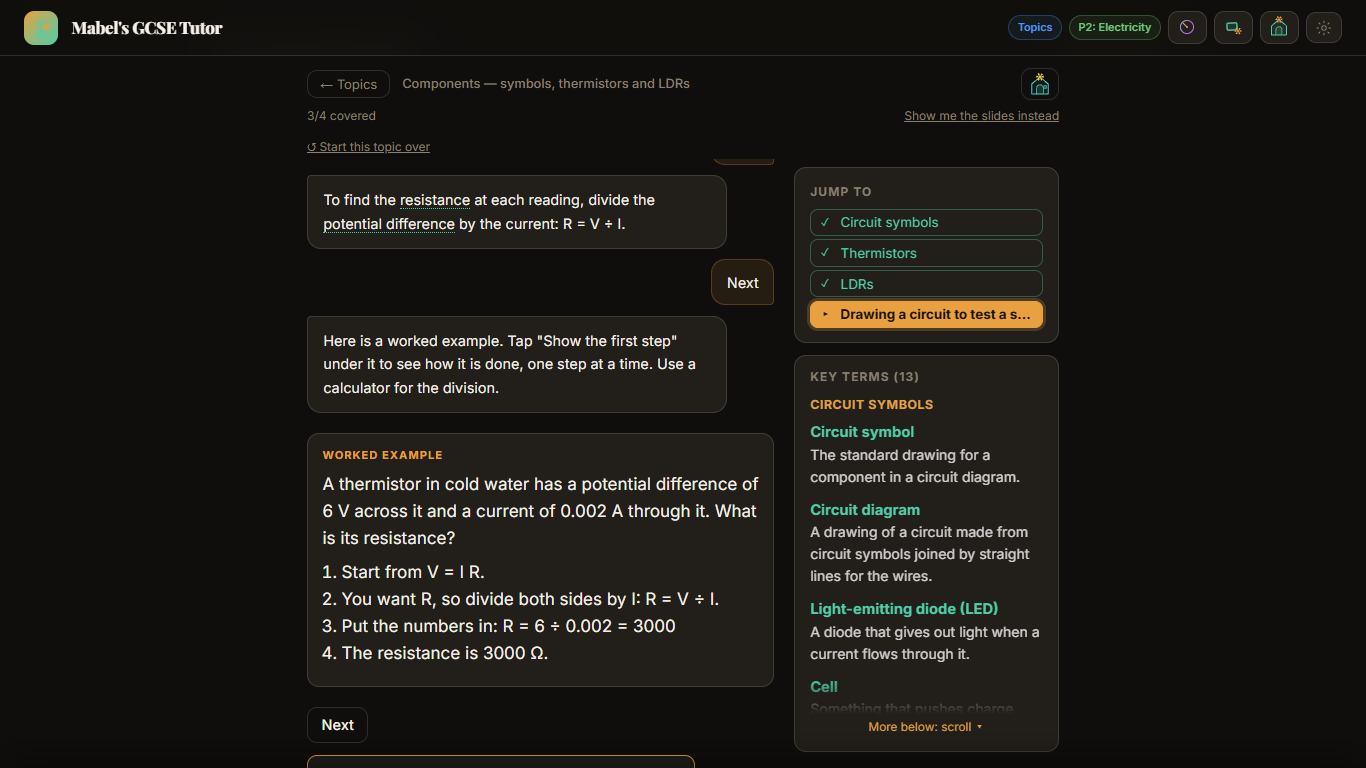 Mabel's GCSE Tutor
Topics
P2: Electricity
← Topics
Components — symbols, thermistors and LDRs
3/4 covered
Show me the slides instead
↺ Start this topic over
To find the resistance at each reading, divide the
potential difference by the current: R = V ÷ I.
Next
Here is a worked example. Tap "Show the first step"
under it to see how it is done, one step at a time. Use a
calculator for the division.
WORKED EXAMPLE
A thermistor in cold water has a potential difference of
6 V across it and a current of 0.002 A through it. What
is its resistance?
1. Start from V = I R.
2. You want R, so divide both sides by I: R = V ÷ I.
3. Put the numbers in: R = 6 ÷ 0.002 = 3000
4. The resistance is 3000 Ω.
Next
JUMP TO
✓ Circuit symbols
✓ Thermistors
✓ LDRs
▸ Drawing a circuit to test a s...
KEY TERMS (13)
CIRCUIT SYMBOLS
Circuit symbol
The standard drawing for a
component in a circuit diagram.
Circuit diagram
A drawing of a circuit made from
circuit symbols joined by straight
lines for the wires.
Light-emitting diode (LED)
A diode that gives out light when a
current flows through it.
Cell
Something that pushes charge
More below: scroll ▾